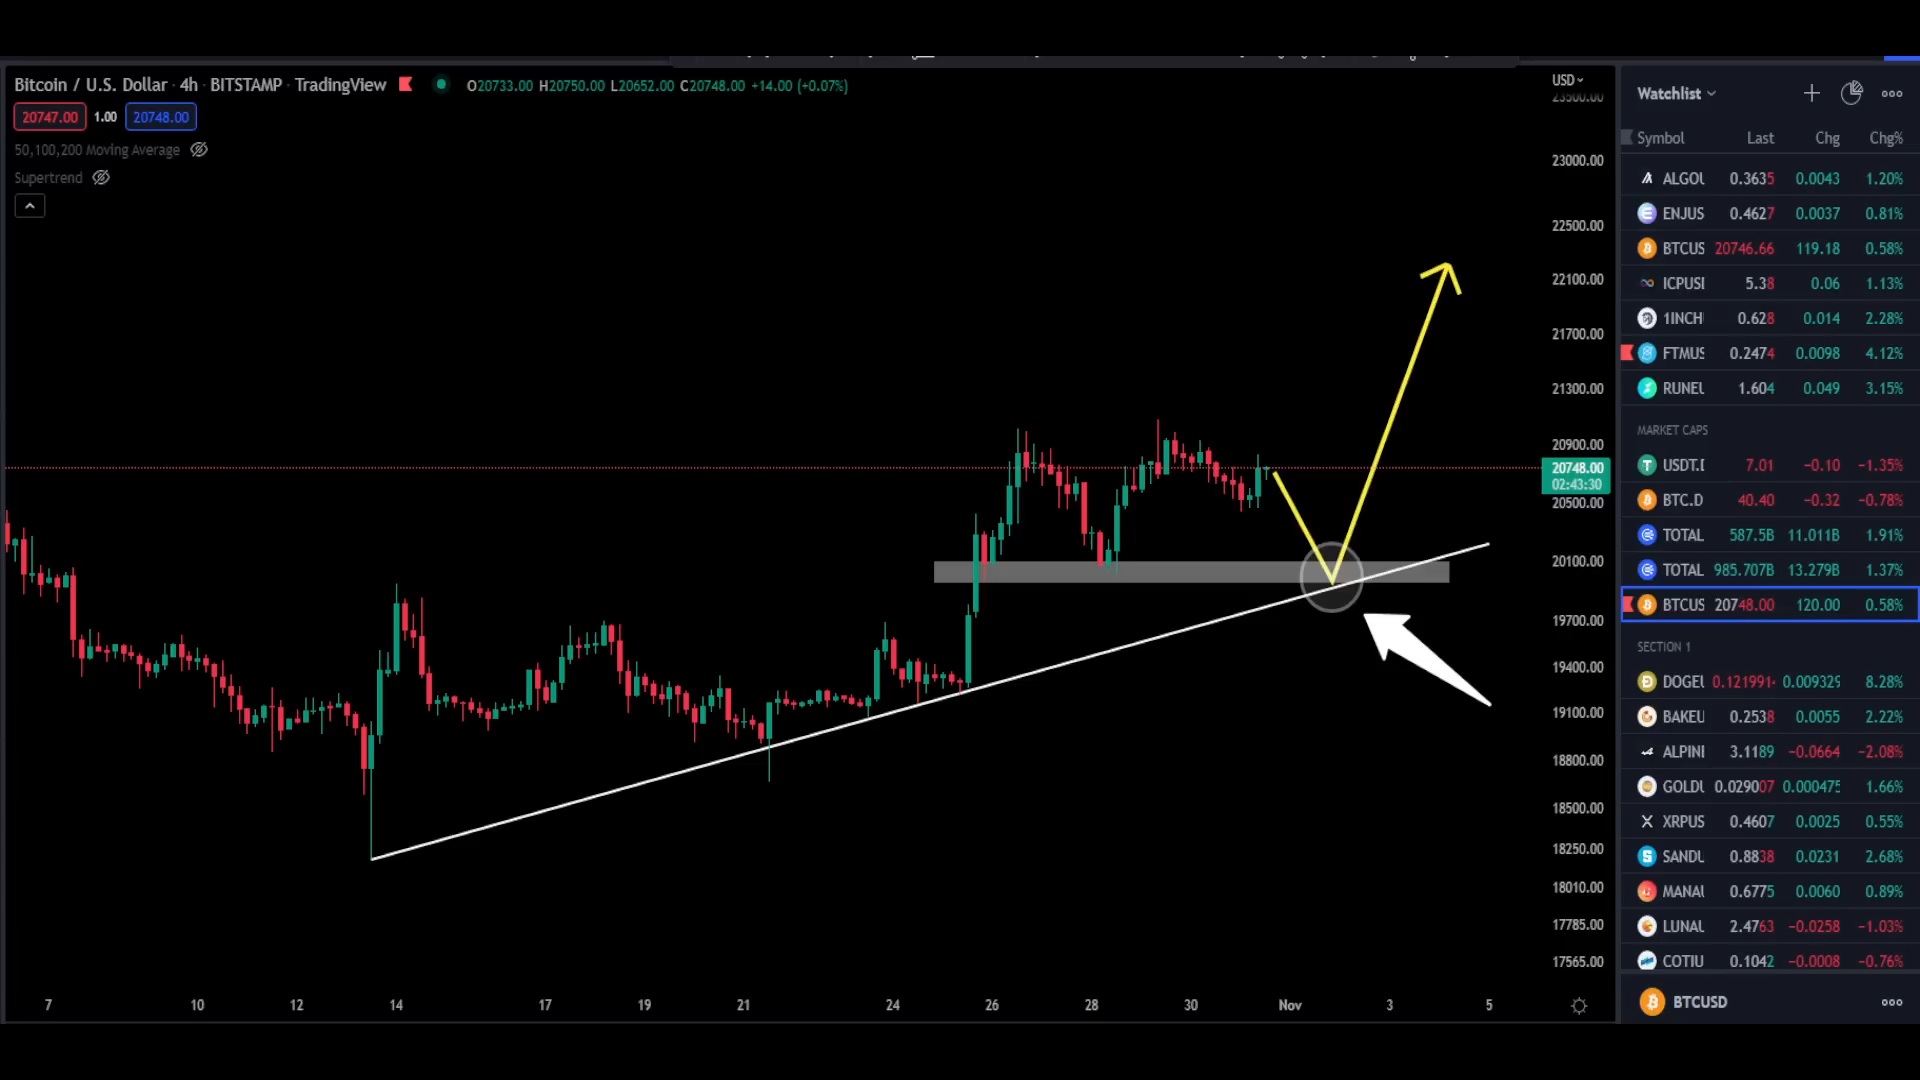 Bitcoin / U.S. Dollar · 4h · BITSTAMP · TradingView O20733.00 H20750.00 L20652.00 C20748.00 +14.00 (+0.07%)
20747.00 1.00 20748.00
50,100,200 Moving Average
Supertrend
USD
23500.00
23000.00
22500.00
22100.00
21700.00
21300.00
20900.00
20748.00
02:43:30
20500.00
20100.00
19700.00
19400.00
19100.00
18800.00
18500.00
18250.00
18010.00
17785.00
17565.00
7 10 12 14 17 19 21 24 26 28 30 Nov 3 5
Watchlist
Symbol Last Chg Chg%
ALGOU 0.3635 0.0043 1.20%
ENJUS 0.4627 0.0037 0.81%
BTCUS 20746.66 119.18 0.58%
ICPUSI 5.38 0.06 1.13%
1INCH 0.628 0.014 2.28%
FTMUS 0.2474 0.0098 4.12%
RUNEU 1.604 0.049 3.15%
MARKET CAPS
USDT.D 7.01 −0.10 −1.35%
BTC.D 40.40 −0.32 −0.78%
TOTAL 587.5B 11.011B 1.91%
TOTAL 985.707B 13.279B 1.37%
BTCUS 20748.00 120.00 0.58%
SECTION 1
DOGEU 0.1219914 0.009329 8.28%
BAKEU 0.2538 0.0055 2.22%
ALPINI 3.1189 −0.0664 −2.08%
GOLDU 0.029007 0.000475 1.66%
XRPUS 0.4607 0.0025 0.55%
SANDU 0.8838 0.0231 2.68%
MANAU 0.6775 0.0060 0.89%
LUNAU 2.4763 −0.0258 −1.03%
COTIU 0.1042 −0.0008 −0.76%
BTCUSD